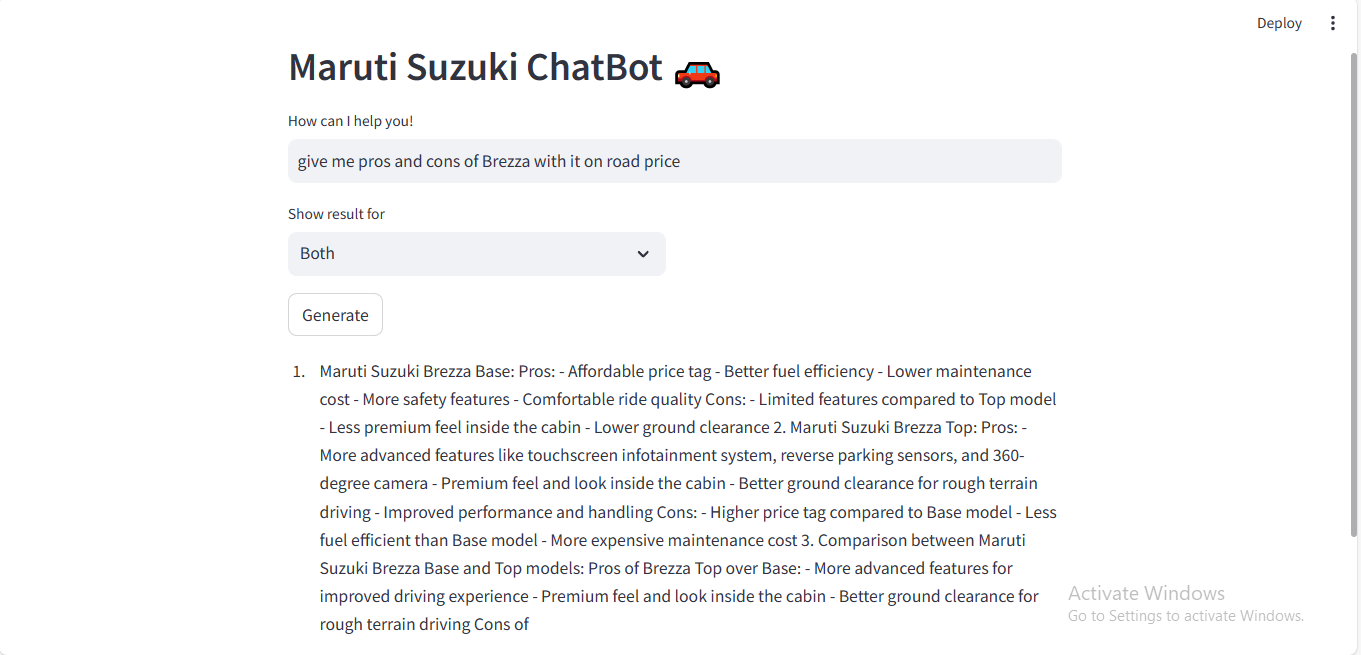 Deploy
Maruti Suzuki ChatBot
How can I help you!
give me pros and cons of Brezza with it on road price
Show result for
Both
Generate
1. Maruti Suzuki Brezza Base: Pros: - Affordable price tag - Better fuel efficiency - Lower maintenance
cost - More safety features - Comfortable ride quality Cons: - Limited features compared to Top model
- Less premium feel inside the cabin - Lower ground clearance 2. Maruti Suzuki Brezza Top: Pros: -
More advanced features like touchscreen infotainment system, reverse parking sensors, and 360-
degree camera - Premium feel and look inside the cabin - Better ground clearance for rough terrain
driving - Improved performance and handling Cons: - Higher price tag compared to Base model - Less
fuel efficient than Base model - More expensive maintenance cost 3. Comparison between Maruti
Suzuki Brezza Base and Top models: Pros of Brezza Top over Base: - More advanced features for
improved driving experience - Premium feel and look inside the cabin - Better ground clearance for
rough terrain driving Cons of
Activate Windows
Go to Settings to activate Windows.